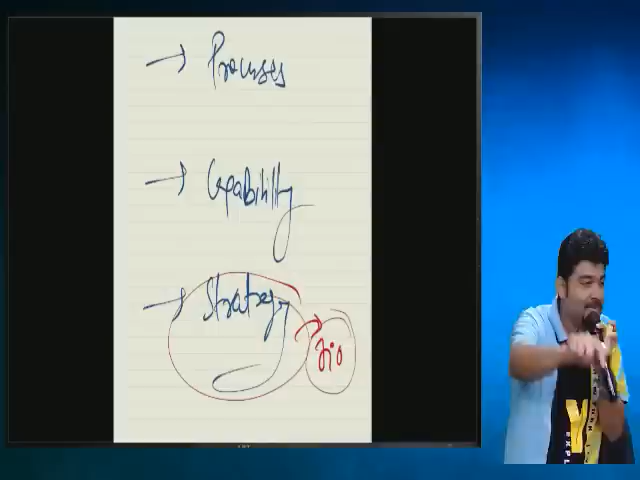 → Processes
→ Capability
→ Strategy → Jio